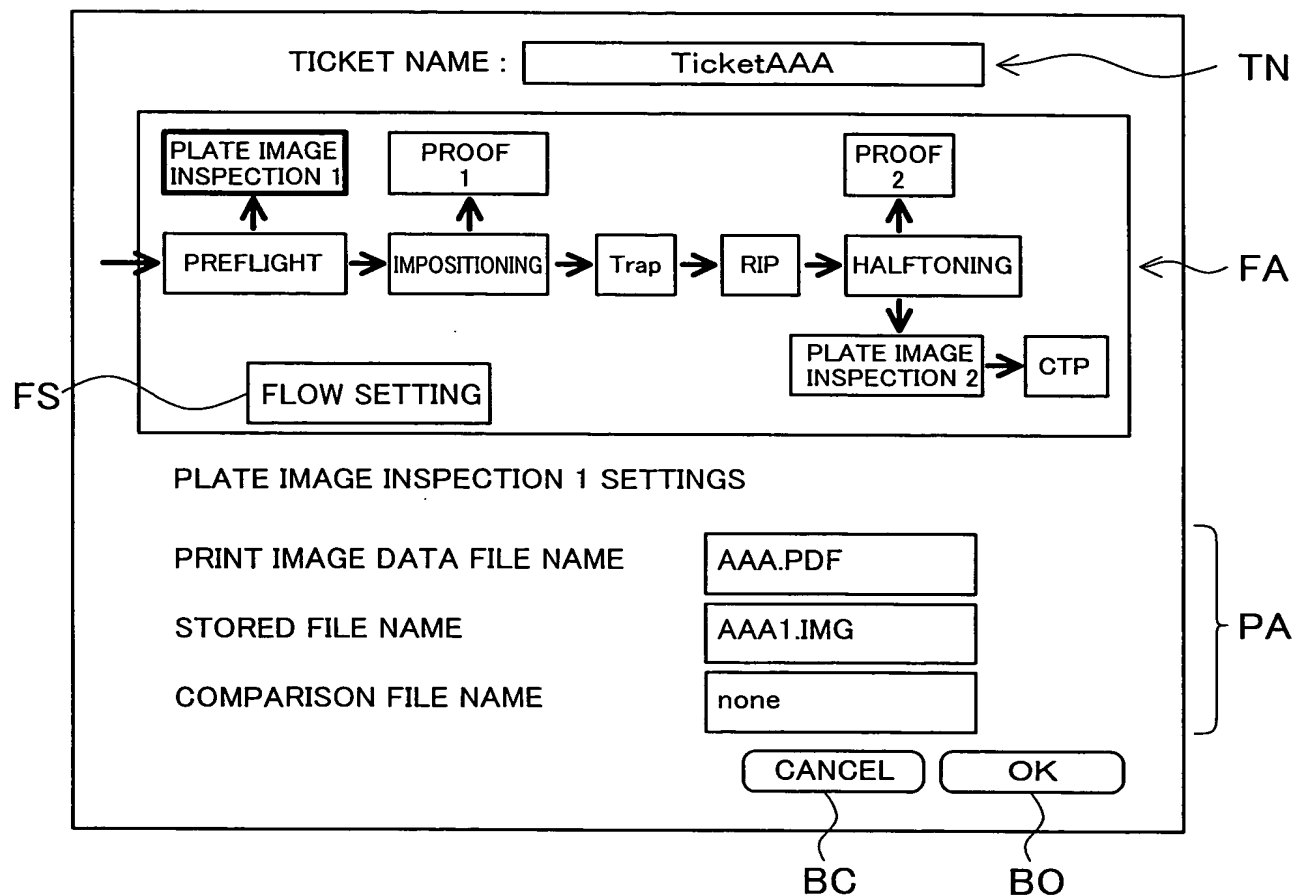 TICKET NAME : TicketAAA
TN
PLATE IMAGE
INSPECTION 1
PROOF
1
PROOF
2
PREFLIGHT
IMPOSITIONING
Trap
RIP
HALFTONING
FA
PLATE IMAGE
INSPECTION 2
CTP
FS
FLOW SETTING
PLATE IMAGE INSPECTION 1 SETTINGS
PRINT IMAGE DATA FILE NAME AAA.PDF
STORED FILE NAME AAA1.IMG
PA
COMPARISON FILE NAME none
CANCEL OK
BC BO